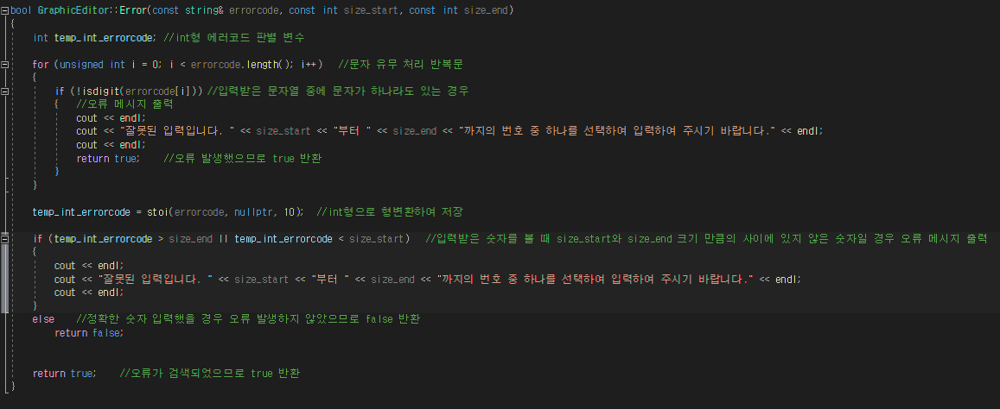 bool GraphicEditor::Error(const string& errorcode, const int size_start, const int size_end)
{
int temp_int_errorcode; //int형 에러코드 판별 변수
for (unsigned int i = 0; i < errorcode.length(); i++) //문자 유무 처리 반복문
{
if (!isdigit(errorcode[i])) //입력받은 문자열 중에 문자가 하나라도 있는 경우
{ //오류 메시지 출력
cout << endl;
cout << "잘못된 입력입니다. " << size_start << "부터 " << size_end << "까지의 번호 중 하나를 선택하여 입력하여 주시기 바랍니다." << endl;
cout << endl;
return true; //오류 발생했으므로 true 반환
}
}
temp_int_errorcode = stoi(errorcode, nullptr, 10); //int형으로 형변환하여 저장
if (temp_int_errorcode > size_end || temp_int_errorcode < size_start) //입력받은 숫자를 볼 때 size_start와 size_end 크기 만큼의 사이에 있지 않은 숫자일 경우 오류 메시지 출력
{
cout << endl;
cout << "잘못된 입력입니다. " << size_start << "부터 " << size_end << "까지의 번호 중 하나를 선택하여 입력하여 주시기 바랍니다." << endl;
cout << endl;
}
else //정확한 숫자 입력했을 경우 오류 발생하지 않았으므로 false 반환
return false;
return true; //오류가 검색되었으므로 true 반환
}